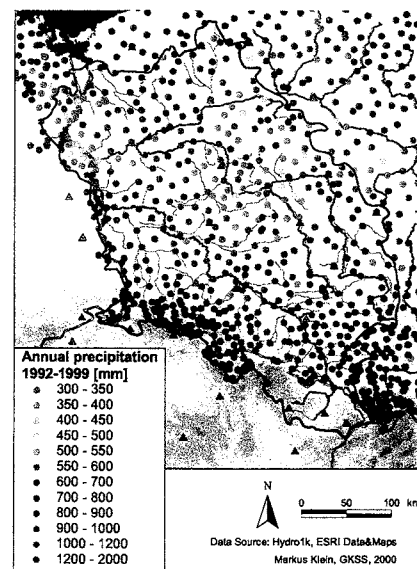 Annual precipitation
1992-1999 [mm]
300 - 350
350 - 400
400 - 450
450 - 500
500 - 550
550 - 600
600 - 700
700 - 800
800 - 900
900 - 1000
1000 - 1200
1200 - 2000
N
0 50 100 km
Data Source: Hydro1k, ESRI Data&Maps
Markus Klein, GKSS, 2000